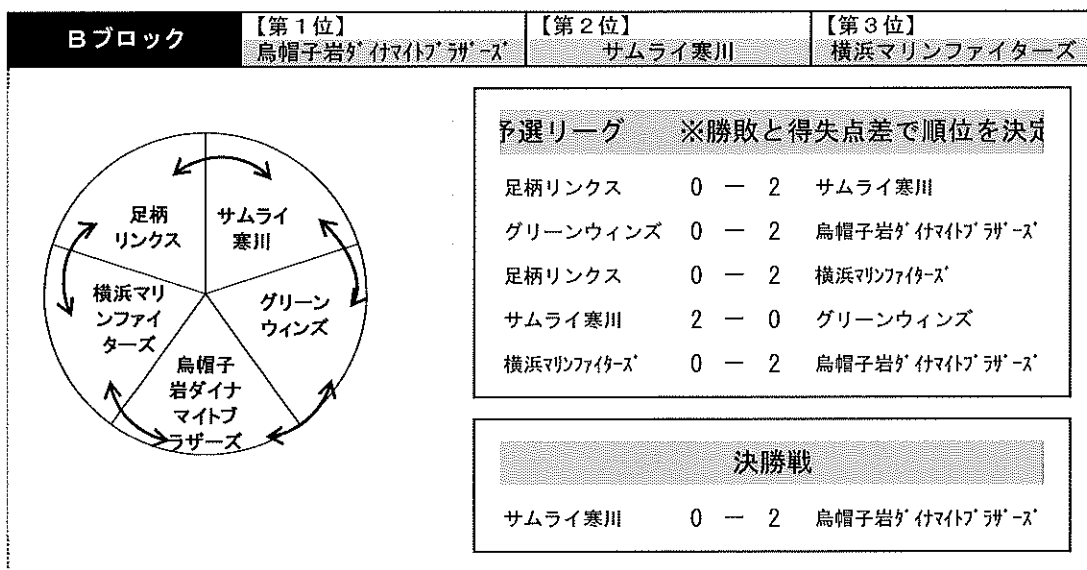 Bブロック
【第1位】
烏帽子岩ﾀﾞｲﾅﾏｲﾄﾌﾞﾗｻﾞｰｽﾞ
【第2位】
サムライ寒川
【第3位】
横浜マリンファイターズ
足柄
リンクス
サムライ
寒川
横浜マリ
ンファイ
ターズ
グリーン
ウィンズ
烏帽子
岩ダイナ
マイトブ
ラザーズ
予選リーグ ※勝敗と得失点差で順位を決定
足柄リンクス 0 － 2 サムライ寒川
グリーンウィンズ 0 － 2 烏帽子岩ﾀﾞｲﾅﾏｲﾄﾌﾞﾗｻﾞｰｽﾞ
足柄リンクス 0 － 2 横浜ﾏﾘﾝﾌｧｲﾀｰｽﾞ
サムライ寒川 2 － 0 グリーンウィンズ
横浜ﾏﾘﾝﾌｧｲﾀｰｽﾞ 0 － 2 烏帽子岩ﾀﾞｲﾅﾏｲﾄﾌﾞﾗｻﾞｰｽﾞ
決勝戦
サムライ寒川 0 － 2 烏帽子岩ﾀﾞｲﾅﾏｲﾄﾌﾞﾗｻﾞｰｽﾞ